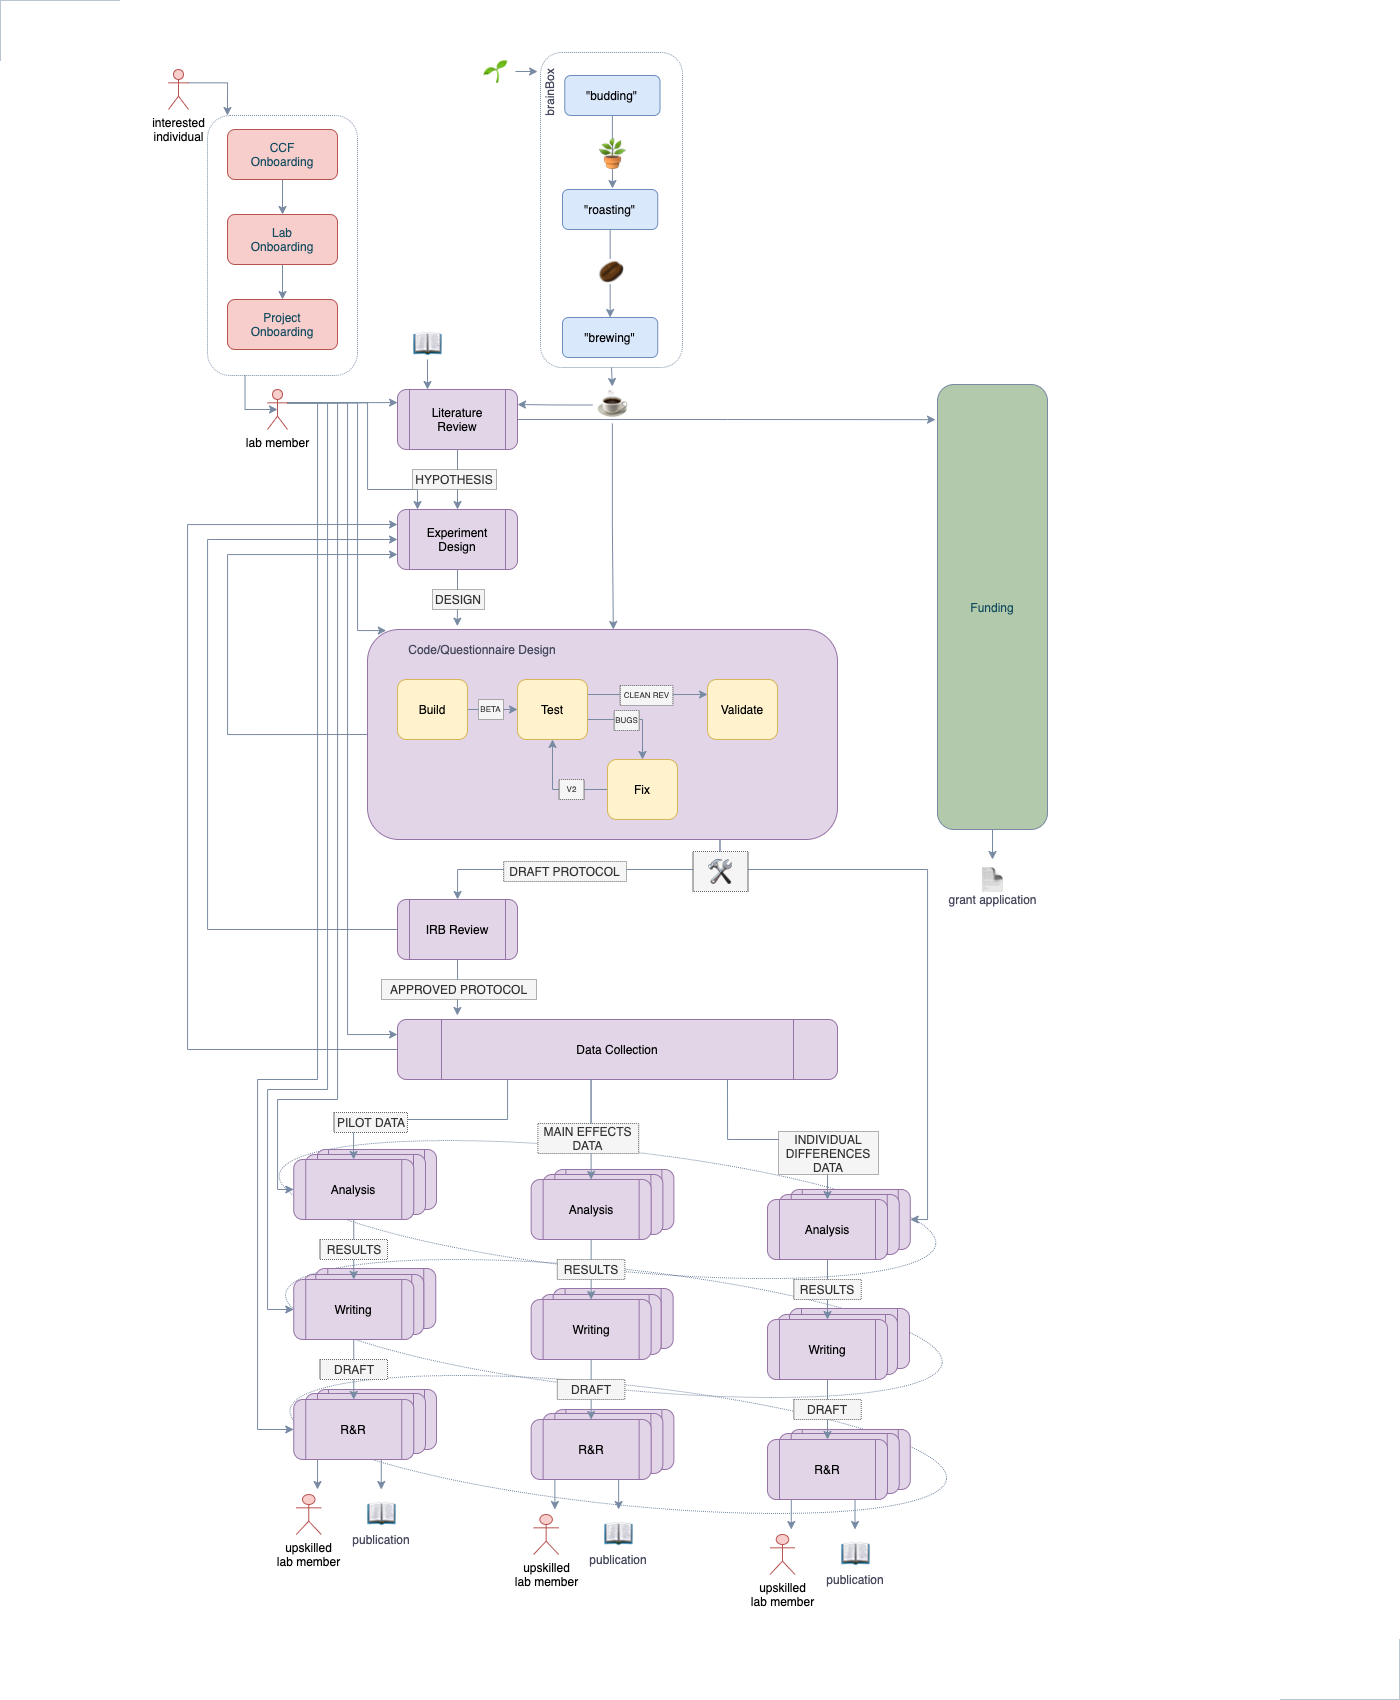 interested
individual
CCF
Onboarding
Lab
Onboarding
Project
Onboarding
lab member
brainBox
"budding"
"roasting"
"brewing"
Literature
Review
HYPOTHESIS
Experiment
Design
DESIGN
Code/Questionnaire Design
Build
BETA
Test
CLEAN REV
BUGS
Validate
V2
Fix
Funding
grant application
DRAFT PROTOCOL
IRB Review
APPROVED PROTOCOL
Data Collection
PILOT DATA
MAIN EFFECTS
DATA
INDIVIDUAL
DIFFERENCES
DATA
Analysis
Analysis
Analysis
RESULTS
RESULTS
RESULTS
Writing
Writing
Writing
DRAFT
DRAFT
DRAFT
R&R
R&R
R&R
upskilled
lab member
publication
upskilled
lab member
publication
upskilled
lab member
publication